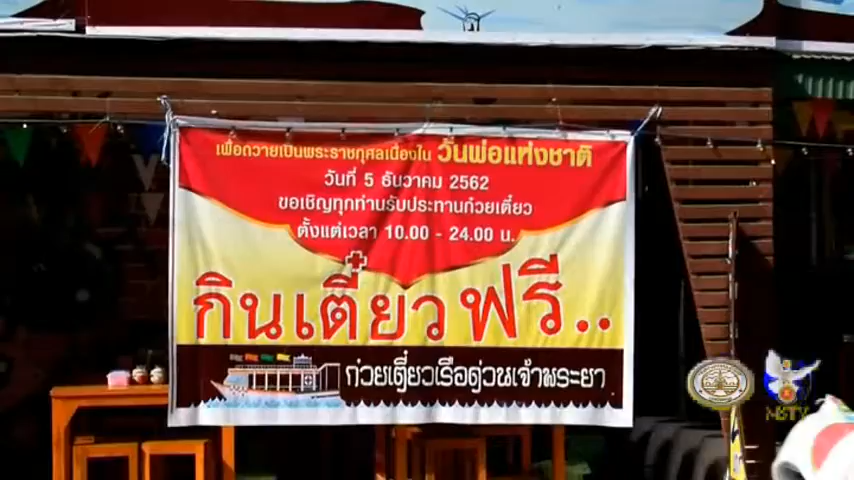 เพื่อถวายเป็นพระราชกุศลเนื่องใน วันพ่อแห่งชาติ
วันที่ 5 ธันวาคม 2562
ขอเชิญทุกท่านรับประทานก๋วยเตี๋ยว
ตั้งแต่เวลา 10.00 - 24.00 น.
กินเตี๋ยวฟรี..
ก๋วยเตี๋ยวเรือด่วนเจ้าพระยา